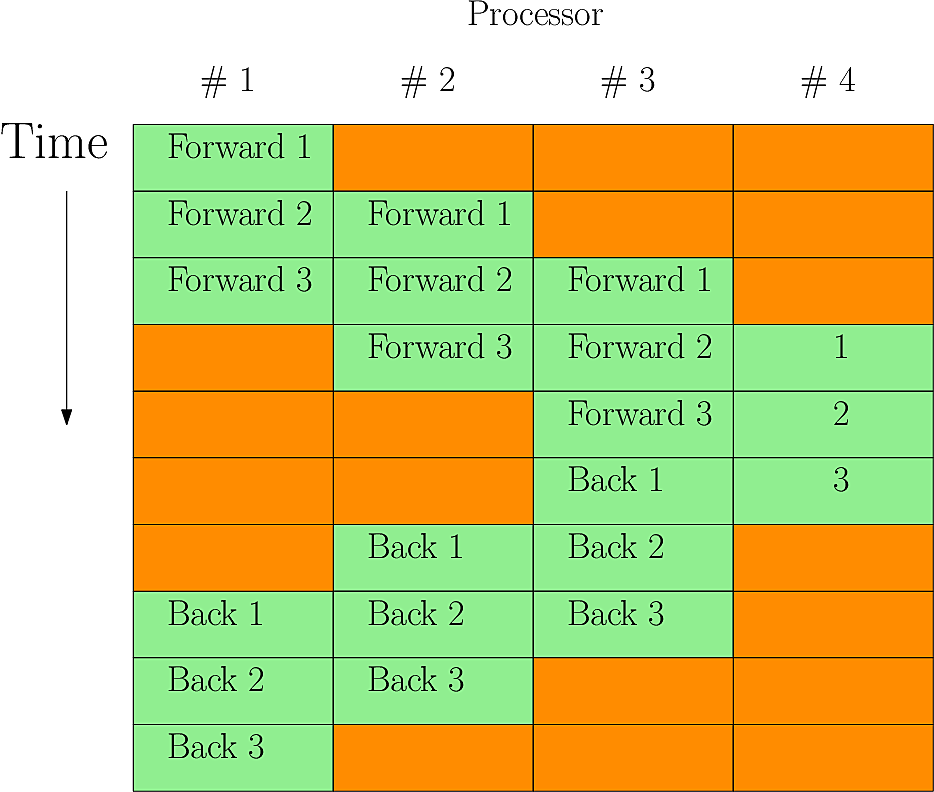 Processor
# 1 # 2 # 3 # 4
Time
Forward 1
Forward 2 Forward 1
Forward 3 Forward 2 Forward 1
Forward 3 Forward 2 1
Forward 3 2
Back 1 3
Back 1 Back 2
Back 1 Back 2 Back 3
Back 2 Back 3
Back 3